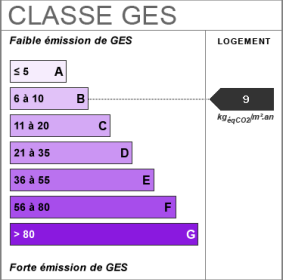 CLASSE GES
Faible émission de GES
LOGEMENT
≤ 5 A
6 à 10 B
9
kgéqCO2/m².an
11 à 20 C
21 à 35 D
36 à 55 E
56 à 80 F
> 80 G
Forte émission de GES